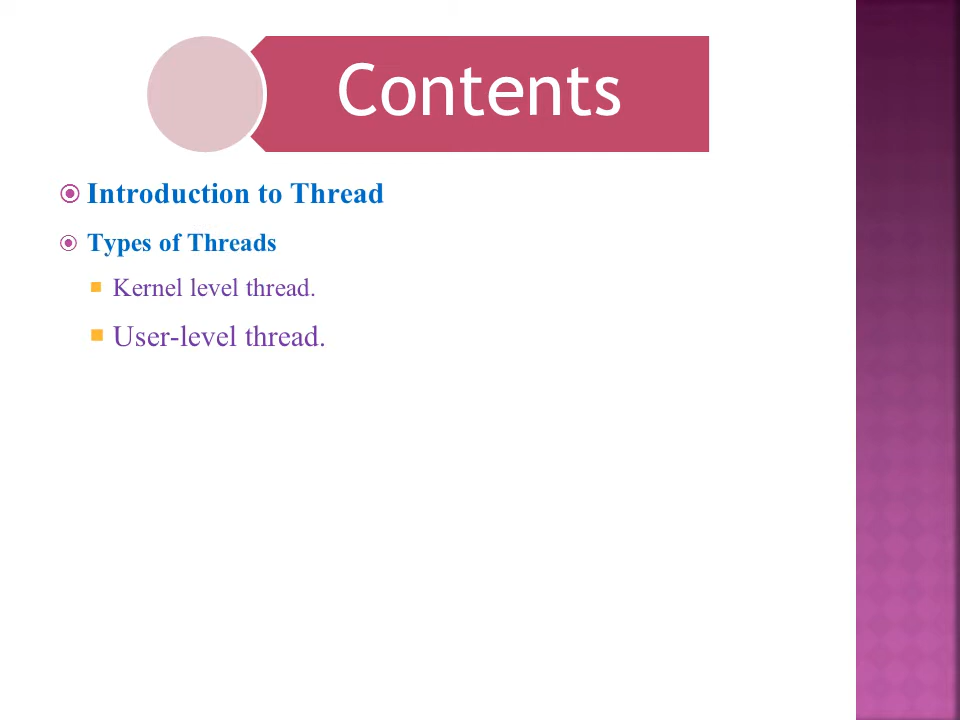 Contents
Introduction to Thread
Types of Threads
Kernel level thread.
User-level thread.